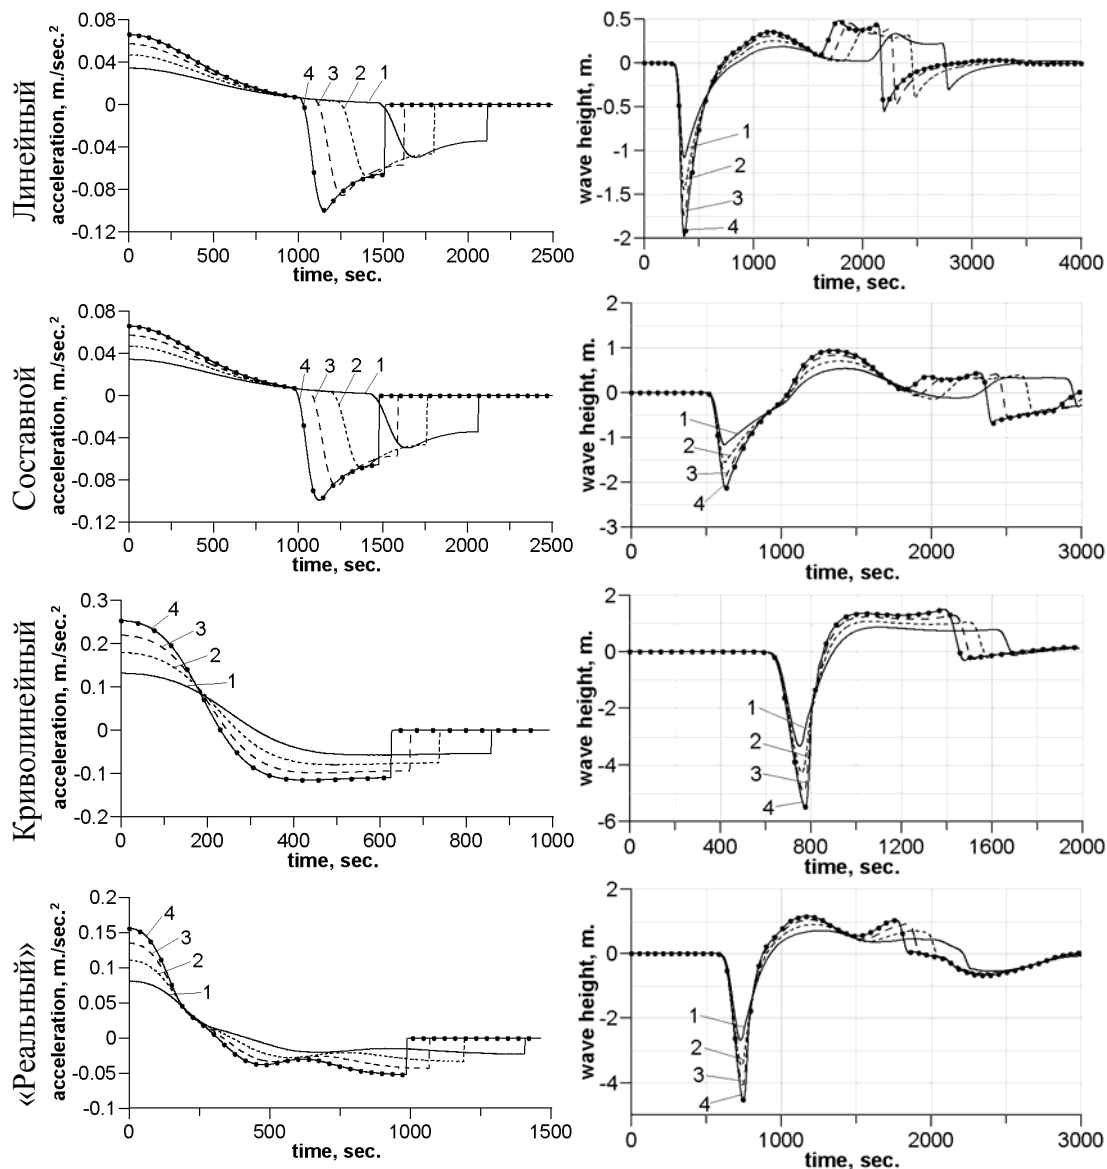 Линейный
acceleration, m./sec.²
0.08
0.04
0
-0.04
-0.08
-0.12
4 3 2 1
0 500 1000 1500 2000 2500
time, sec.
wave height, m.
0.5
0
-0.5
-1
-1.5
-2
1
2
3
4
0 1000 2000 3000 4000
time, sec.
Составной
acceleration, m./sec.²
0.08
0.04
0
-0.04
-0.08
-0.12
4 3 2 1
0 500 1000 1500 2000 2500
time, sec.
wave height, m.
2
1
0
-1
-2
-3
1
2
3
4
0 1000 2000 3000
time, sec.
Криволинейный
acceleration, m./sec.²
0.3
0.2
0.1
0
-0.1
-0.2
4
3
2
1
0 200 400 600 800 1000
time, sec.
wave height, m.
2
0
-2
-4
-6
1
2
3
4
0 400 800 1200 1600 2000
time, sec.
«Реальный»
acceleration, m./sec.²
0.2
0.15
0.1
0.05
0
-0.05
-0.1
4
3
2
1
0 500 1000 1500
time, sec.
wave height, m.
2
0
-2
-4
1
2
3
4
0 1000 2000 3000
time, sec.